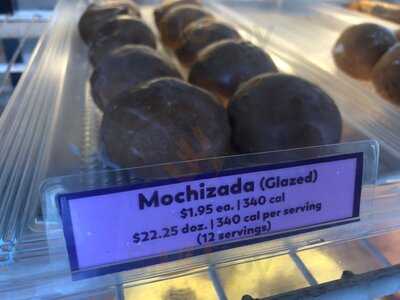 Mochizada (Glazed)
$1.95 ea. | 340 cal
$22.25 doz. | 340 cal per serving
(12 servings)